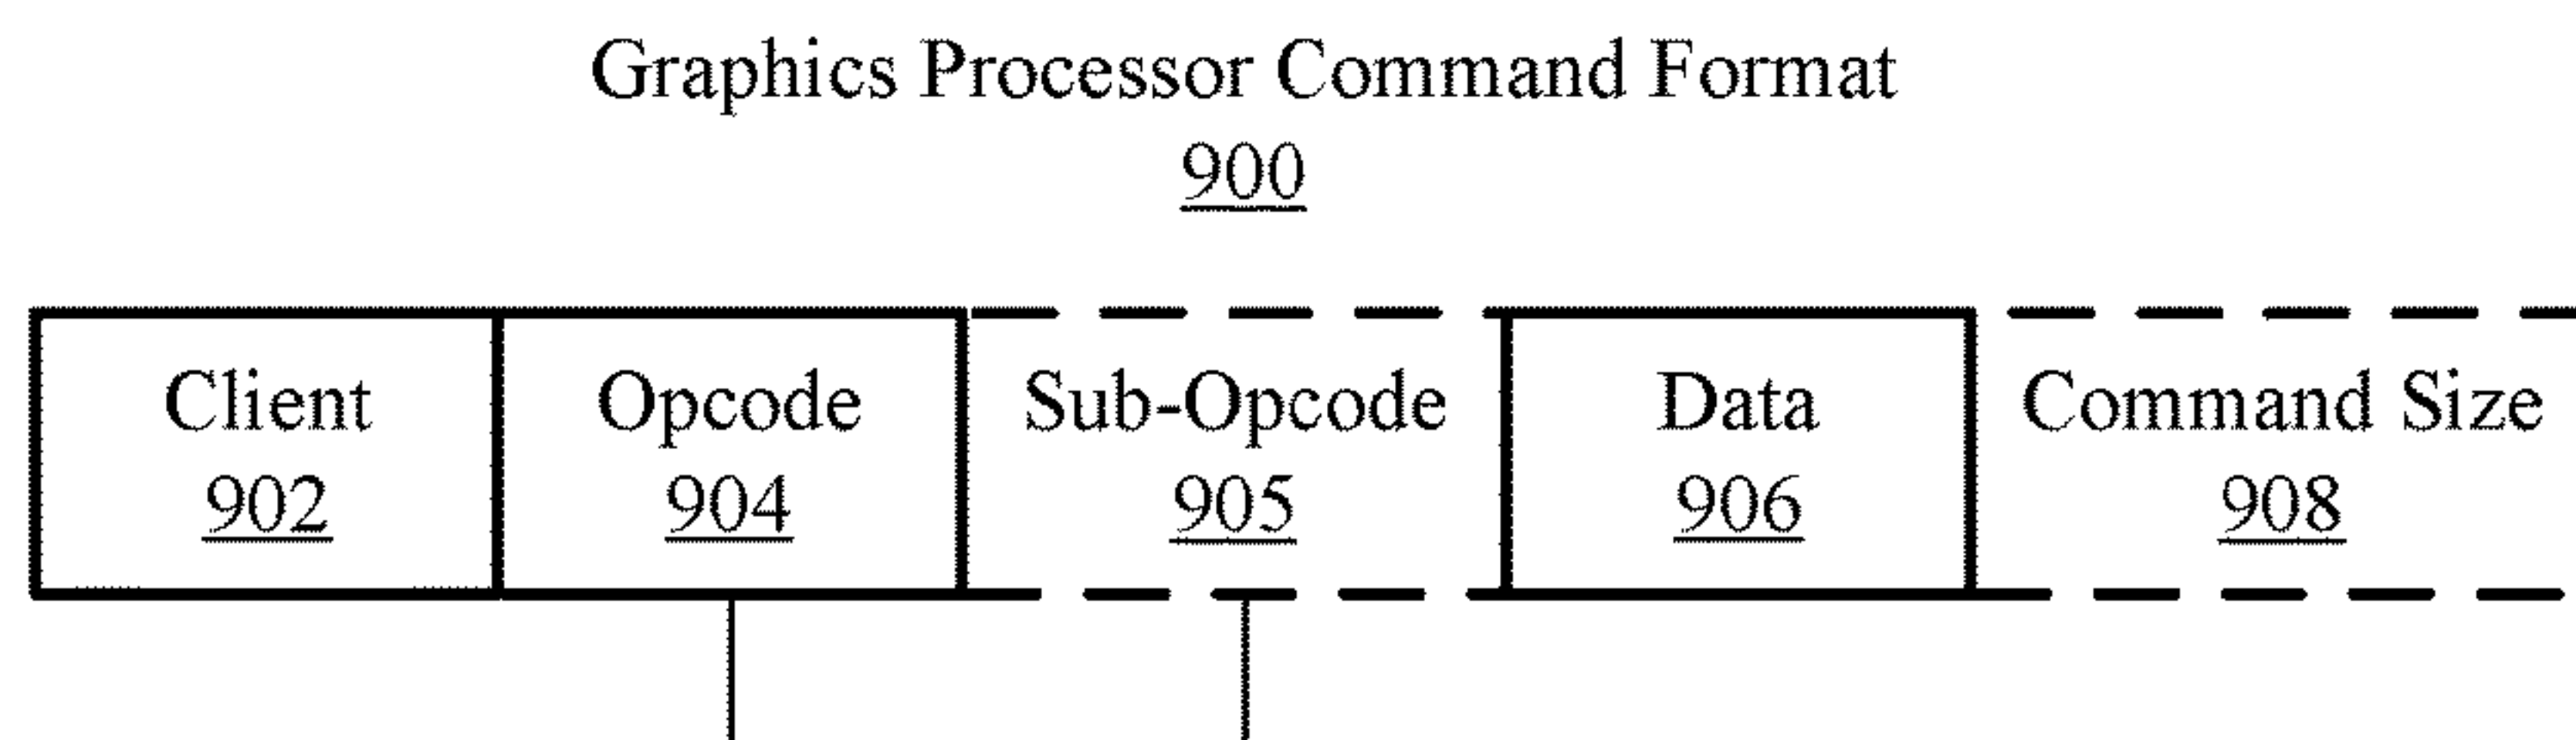 Graphics Processor Command Format
900
Client Opcode Sub-Opcode Data Command Size
902 904 905 906 908